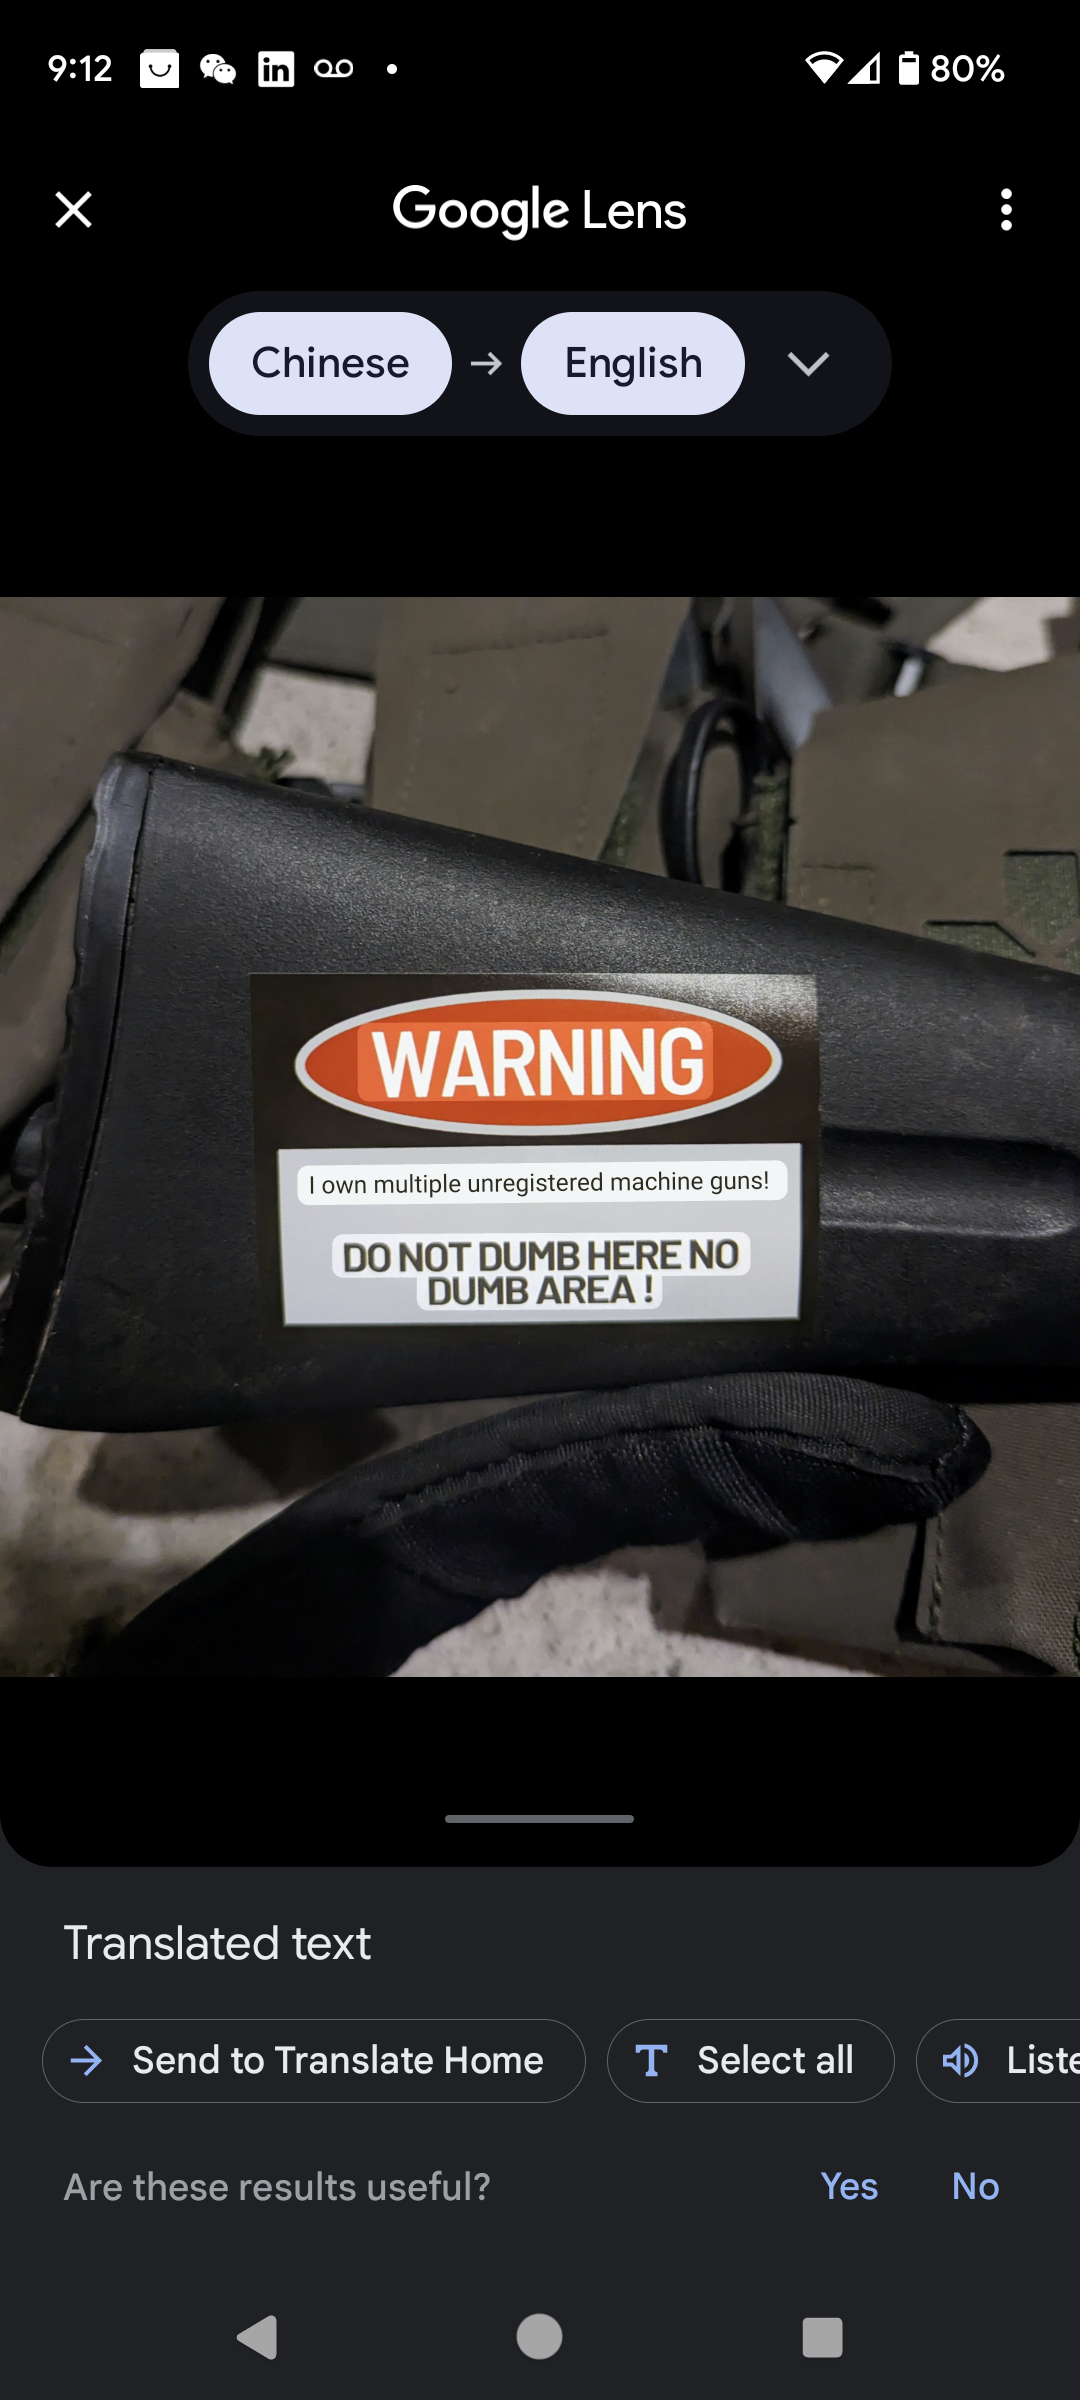 9:12
80%
Google Lens
Chinese → English
WARNING
I own multiple unregistered machine guns!
DO NOT DUMB HERE NO
DUMB AREA !
Translated text
Send to Translate Home
Select all
Liste
Are these results useful?
Yes
No